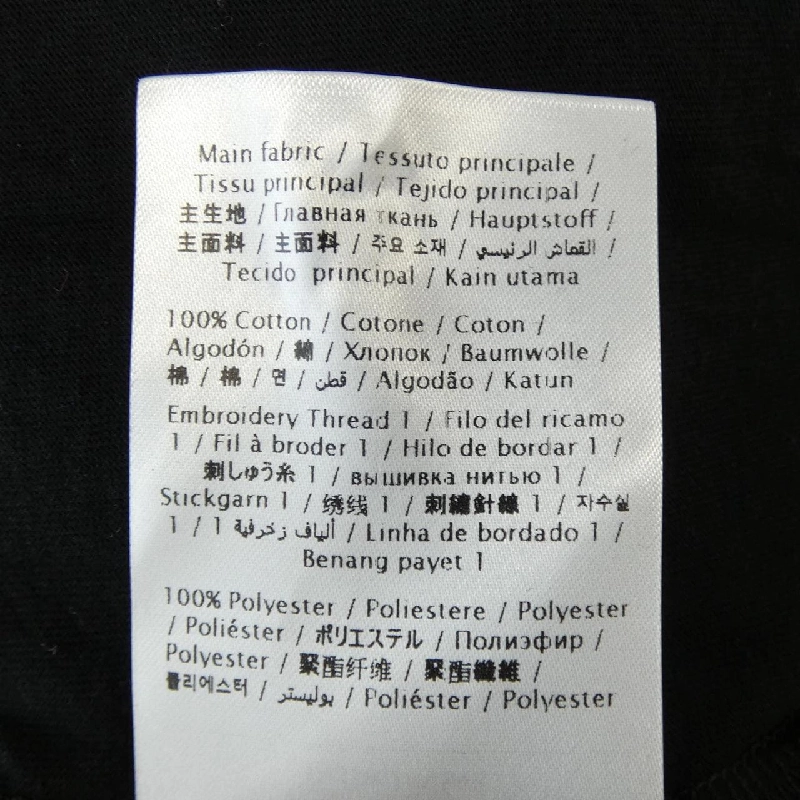 Main fabric / Tessuto principale /
Tissu principal / Tejido principal /
主生地 / Главная ткань / Hauptstoff /
主面料 / 主面料 / 주요 소재 / القماش الرئيسي /
Tecido principal / Kain utama
100% Cotton / Cotone / Coton /
Algodón / 綿 / Хлопок / Baumwolle /
棉 / 棉 / 면 / قطن / Algodão / Katun
Embroidery Thread 1 / Filo del ricamo
1 / Fil à broder 1 / Hilo de bordar 1 /
刺しゅう糸 1 / вышивка нитью 1 /
Stickgarn 1 / 绣线 1 / 刺繡針線 1 / 자수실
1 / ألياف زخرفية 1 / Linha de bordado 1 /
Benang payet 1
100% Polyester / Poliestere / Polyester
/ Poliéster / ポリエステル / Полиэфир /
Polyester / 聚酯纤维 / 聚酯纖維 /
폴리에스터 / بوليستر / Poliéster / Polyester